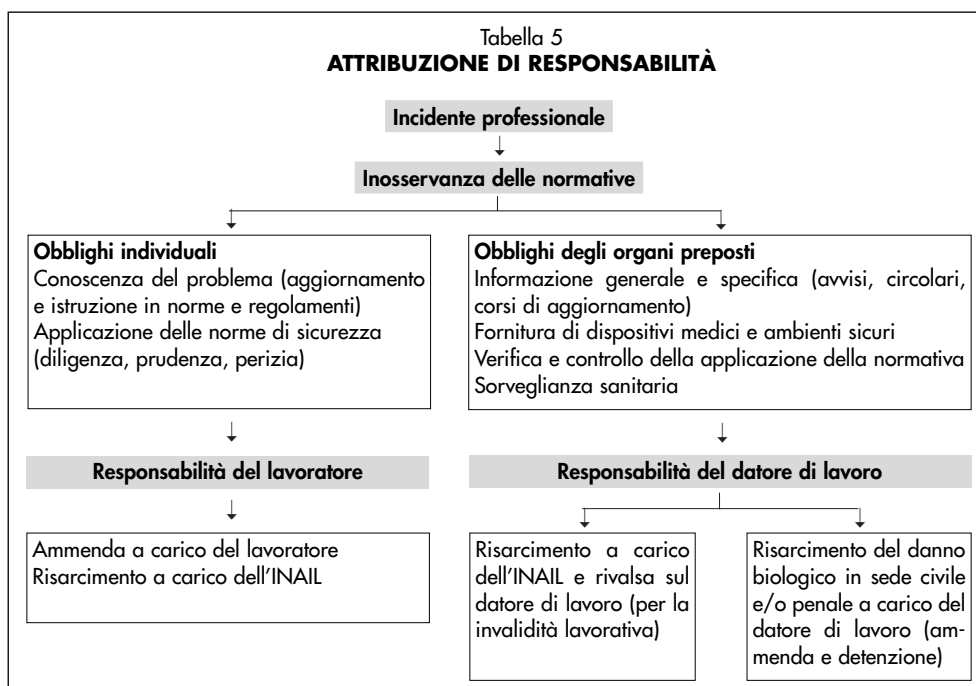 Tabella 5
ATTRIBUZIONE DI RESPONSABILITÀ
Incidente professionale
Inosservanza delle normative
Obblighi individuali
Conoscenza del problema (aggiornamento
e istruzione in norme e regolamenti)
Applicazione delle norme di sicurezza
(diligenza, prudenza, perizia)
Obblighi degli organi preposti
Informazione generale e specifica (avvisi, circolari,
corsi di aggiornamento)
Fornitura di dispositivi medici e ambienti sicuri
Verifica e controllo della applicazione della normativa
Sorveglianza sanitaria
Responsabilità del lavoratore
Responsabilità del datore di lavoro
Ammenda a carico del lavoratore
Risarcimento a carico dell'INAIL
Risarcimento a carico
dell'INAIL e rivalsa sul
datore di lavoro (per la
invalidità lavorativa)
Risarcimento del danno
biologico in sede civile
e/o penale a carico del
datore di lavoro (am-
menda e detenzione)